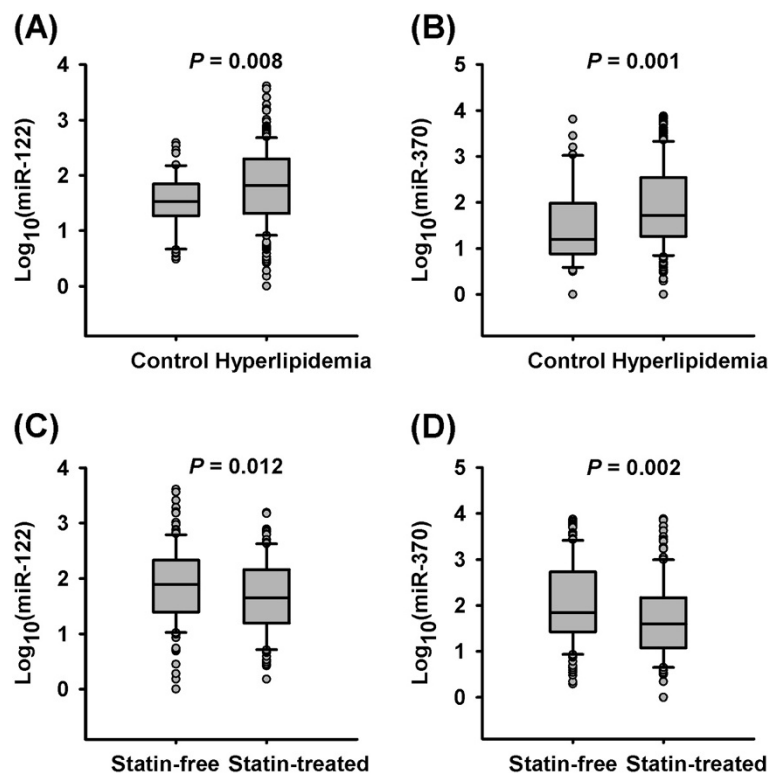 (A)
P = 0.008
Log10(miR-122)
4
3
2
1
0
Control Hyperlipidemia
(B)
P = 0.001
Log10(miR-370)
5
4
3
2
1
0
Control Hyperlipidemia
(C)
P = 0.012
Log10(miR-122)
4
3
2
1
0
Statin-free Statin-treated
(D)
P = 0.002
Log10(miR-370)
5
4
3
2
1
0
Statin-free Statin-treated